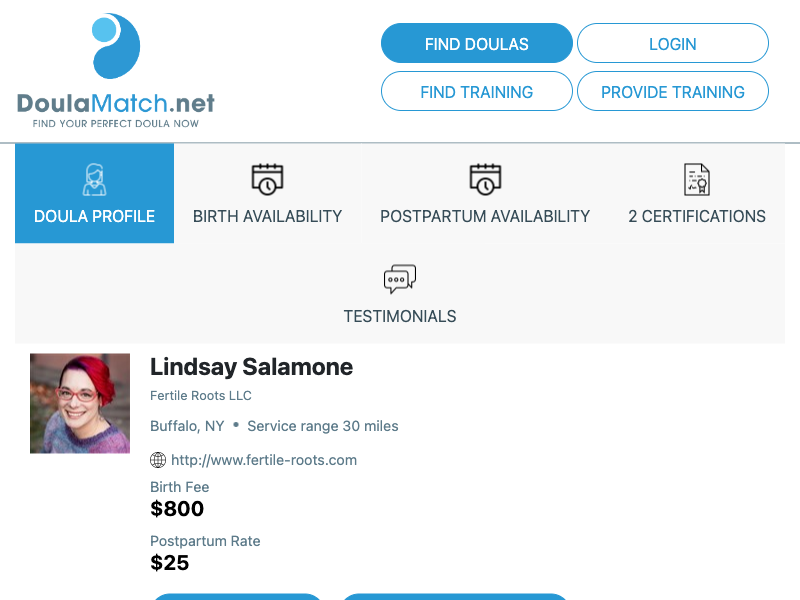 DoulaMatch.net
FIND YOUR PERFECT DOULA NOW
FIND DOULAS
LOGIN
FIND TRAINING
PROVIDE TRAINING
DOULA PROFILE
BIRTH AVAILABILITY
POSTPARTUM AVAILABILITY
2 CERTIFICATIONS
TESTIMONIALS
Lindsay Salamone
Fertile Roots LLC
Buffalo, NY • Service range 30 miles
http://www.fertile-roots.com
Birth Fee
$800
Postpartum Rate
$25